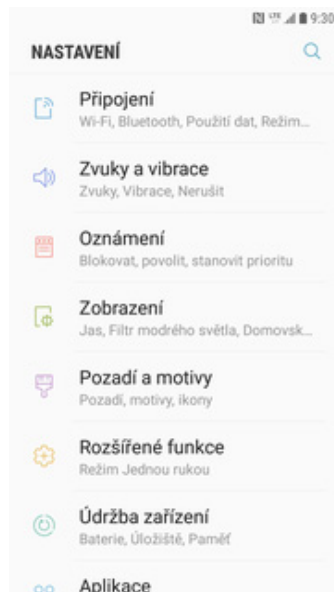 LTE 9:30
NASTAVENÍ
Připojení
Wi-Fi, Bluetooth, Použití dat, Režim...
Zvuky a vibrace
Zvuky, Vibrace, Nerušit
Oznámení
Blokovat, povolit, stanovit prioritu
Zobrazení
Jas, Filtr modrého světla, Domovsk...
Pozadí a motivy
Pozadí, motivy, ikony
Rozšířené funkce
Režim Jednou rukou
Údržba zařízení
Baterie, Úložiště, Paměť
Aplikace